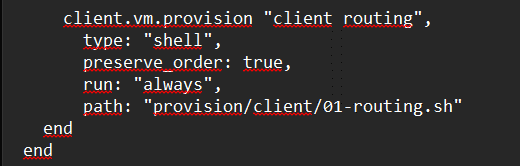 client.vm.provision "client routing",
type: "shell",
preserve_order: true,
run: "always",
path: "provision/client/01-routing.sh"
end
end